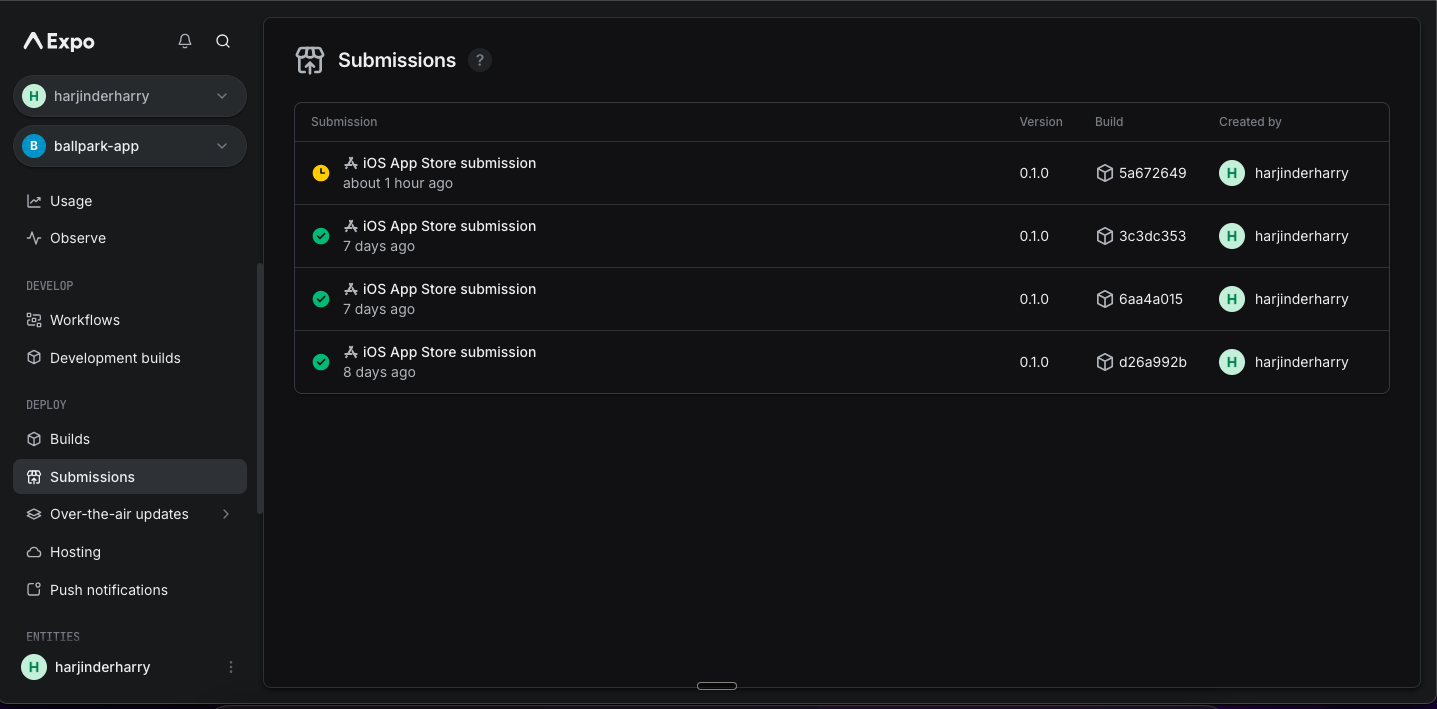 Expo
H harjinderharry
B ballpark-app
Usage
Observe
DEVELOP
Workflows
Development builds
DEPLOY
Builds
Submissions
Over-the-air updates
Hosting
Push notifications
ENTITIES
H harjinderharry
Submissions ?
Submission Version Build Created by
iOS App Store submission
about 1 hour ago
0.1.0 5a672649 H harjinderharry
iOS App Store submission
7 days ago
0.1.0 3c3dc353 H harjinderharry
iOS App Store submission
7 days ago
0.1.0 6aa4a015 H harjinderharry
iOS App Store submission
8 days ago
0.1.0 d26a992b H harjinderharry